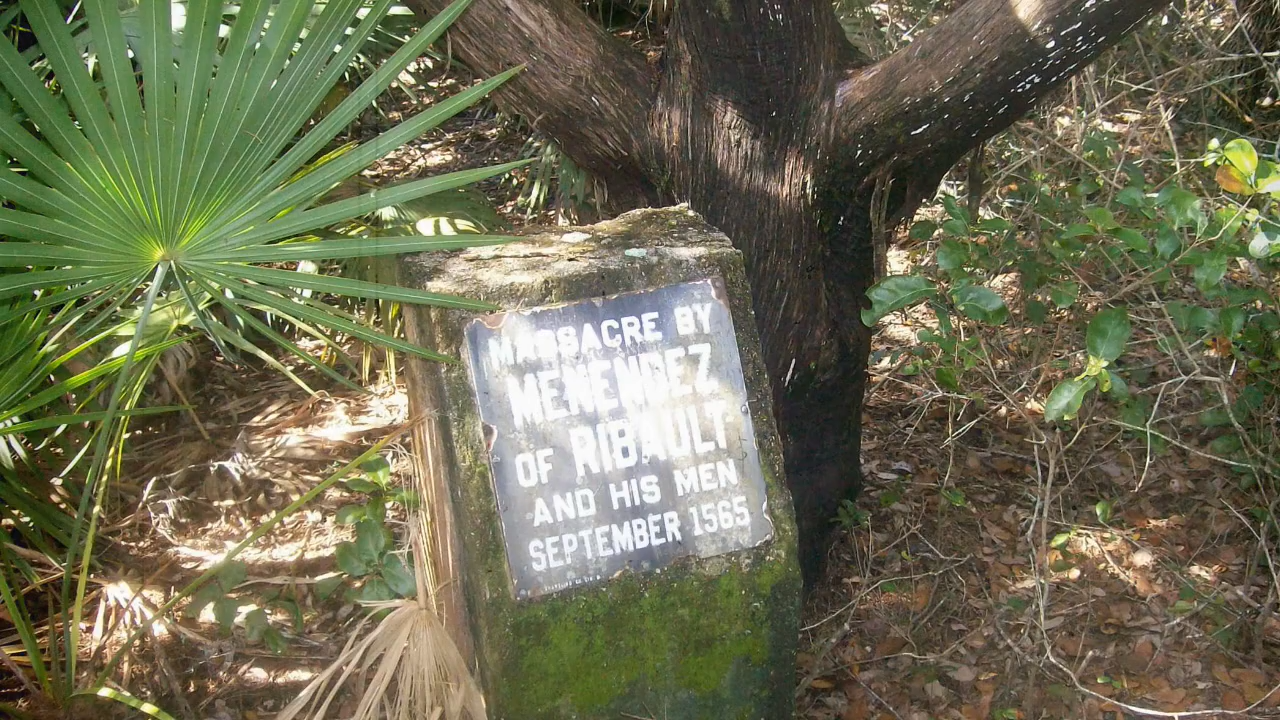 MASSACRE BY
MENENDEZ
OF RIBAULT
AND HIS MEN
SEPTEMBER 1565